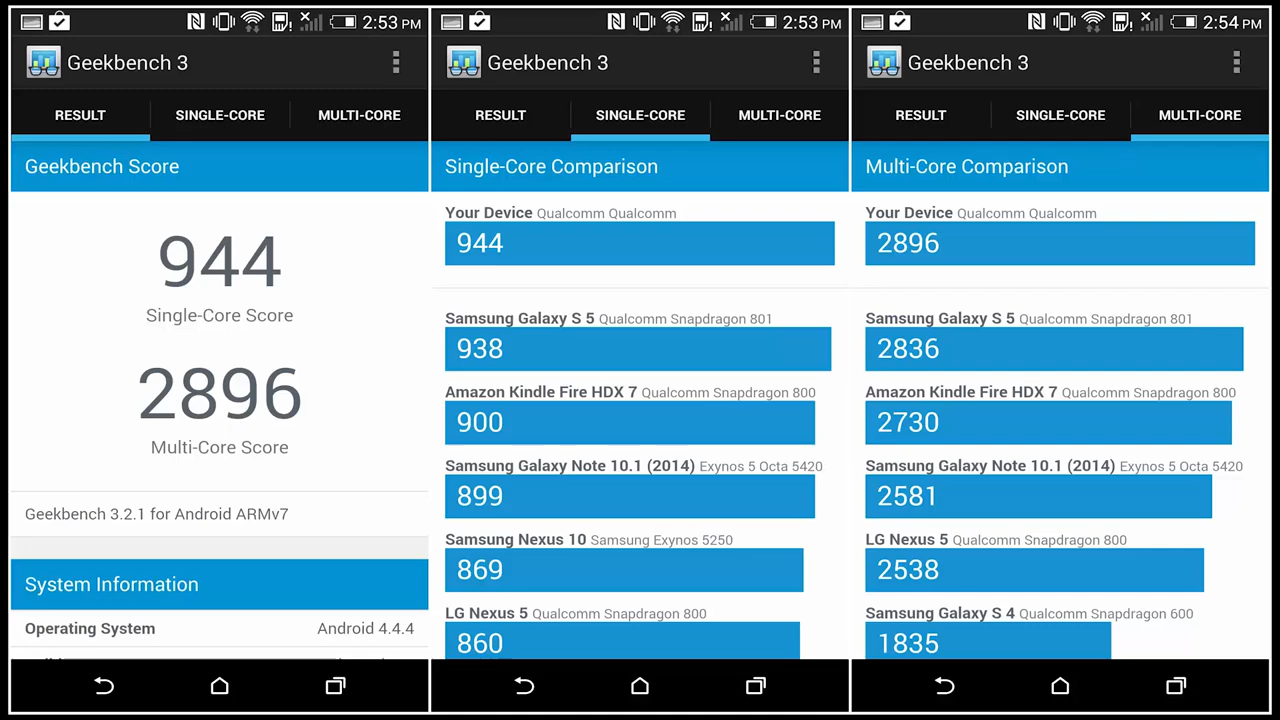 2:53 PM
Geekbench 3
RESULT
SINGLE-CORE
MULTI-CORE
Geekbench Score
944
Single-Core Score
2896
Multi-Core Score
Geekbench 3.2.1 for Android ARMv7
System Information
Operating System Android 4.4.4
2:53 PM
Geekbench 3
RESULT
SINGLE-CORE
MULTI-CORE
Single-Core Comparison
Your Device Qualcomm Qualcomm
944
Samsung Galaxy S 5 Qualcomm Snapdragon 801
938
Amazon Kindle Fire HDX 7 Qualcomm Snapdragon 800
900
Samsung Galaxy Note 10.1 (2014) Exynos 5 Octa 5420
899
Samsung Nexus 10 Samsung Exynos 5250
869
LG Nexus 5 Qualcomm Snapdragon 800
860
2:54 PM
Geekbench 3
RESULT
SINGLE-CORE
MULTI-CORE
Multi-Core Comparison
Your Device Qualcomm Qualcomm
2896
Samsung Galaxy S 5 Qualcomm Snapdragon 801
2836
Amazon Kindle Fire HDX 7 Qualcomm Snapdragon 800
2730
Samsung Galaxy Note 10.1 (2014) Exynos 5 Octa 5420
2581
LG Nexus 5 Qualcomm Snapdragon 800
2538
Samsung Galaxy S 4 Qualcomm Snapdragon 600
1835